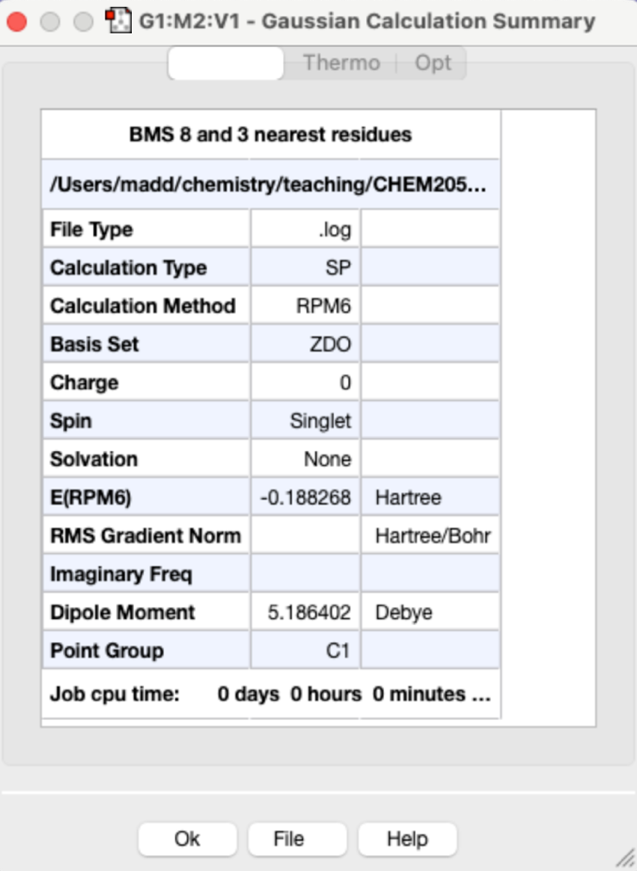 G1:M2:V1 - Gaussian Calculation Summary
Thermo Opt
BMS 8 and 3 nearest residues
/Users/madd/chemistry/teaching/CHEM205...
File Type .log
Calculation Type SP
Calculation Method RPM6
Basis Set ZDO
Charge 0
Spin Singlet
Solvation None
E(RPM6) -0.188268 Hartree
RMS Gradient Norm Hartree/Bohr
Imaginary Freq
Dipole Moment 5.186402 Debye
Point Group C1
Job cpu time: 0 days 0 hours 0 minutes ...
Ok File Help